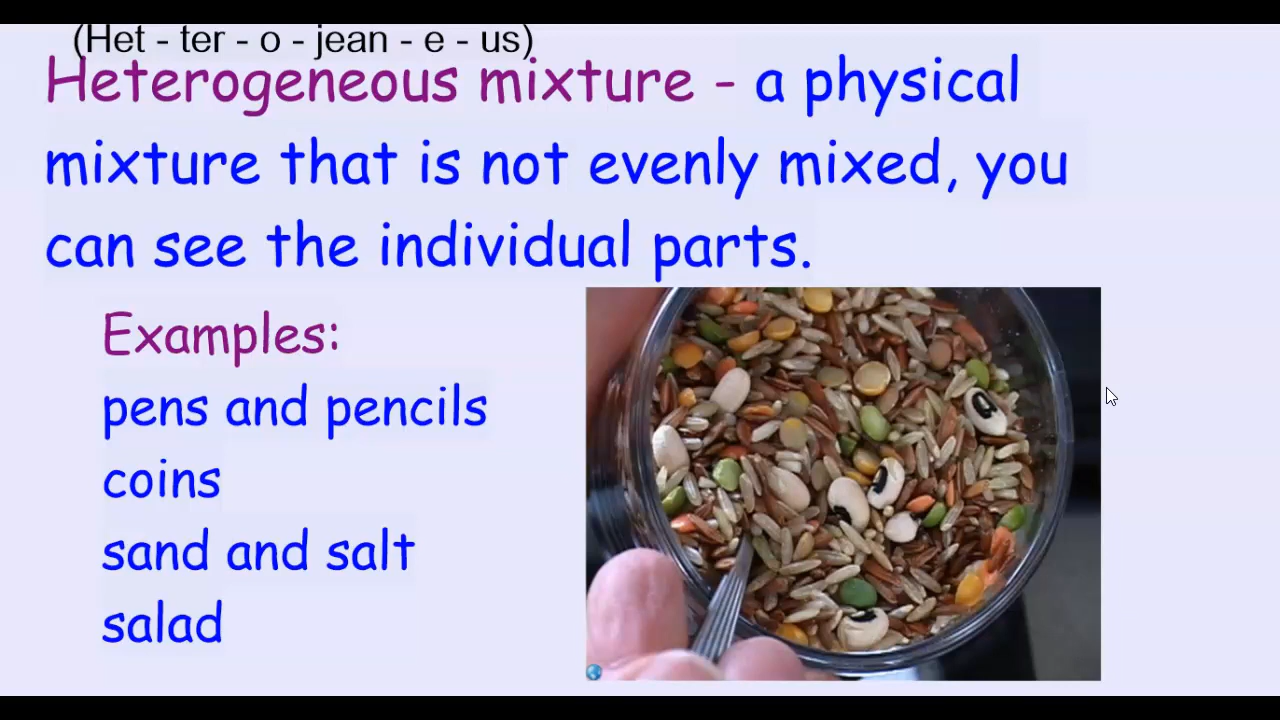 (Het - ter - o - jean - e - us)
Heterogeneous mixture - a physical
mixture that is not evenly mixed, you
can see the individual parts.
Examples:
pens and pencils
coins
sand and salt
salad